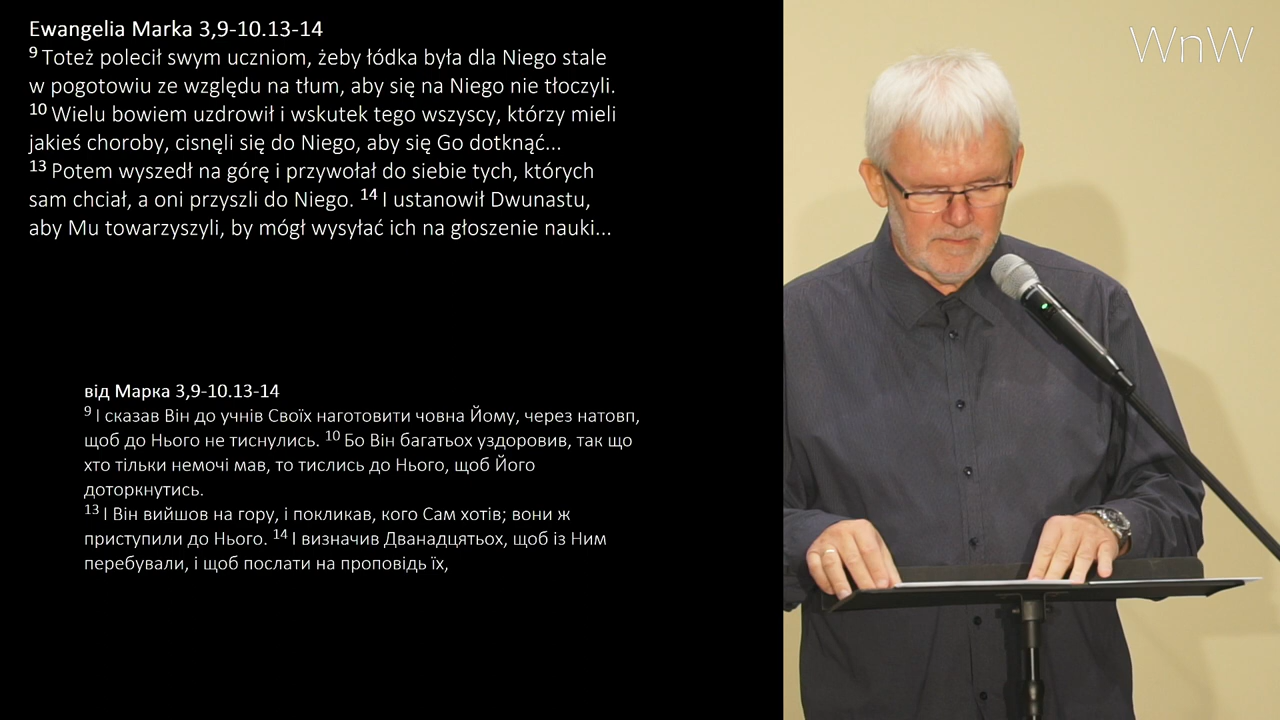 Ewangelia Marka 3,9-10.13-14
9 Toteż polecił swym uczniom, żeby łódka była dla Niego stale
w pogotowiu ze względu na tłum, aby się na Niego nie tłoczyli.
10 Wielu bowiem uzdrowił i wskutek tego wszyscy, którzy mieli
jakieś choroby, cisnęli się do Niego, aby się Go dotknąć...
13 Potem wyszedł na górę i przywołał do siebie tych, których
sam chciał, a oni przyszli do Niego. 14 I ustanowił Dwunastu,
aby Mu towarzyszyli, by mógł wysyłać ich na głoszenie nauki...
від Марка 3,9-10.13-14
9 І сказав Він до учнів Своїх наготовити човна Йому, через натовп,
щоб до Нього не тиснулись. 10 Бо Він багатьох уздоровив, так що
хто тільки немочі мав, то тислись до Нього, щоб Його
доторкнутись.
13 І Він вийшов на гору, і покликав, кого Сам хотів; вони ж
приступили до Нього. 14 І визначив Дванадцятьох, щоб із Ним
перебували, і щоб послати на проповідь їх,
WnW